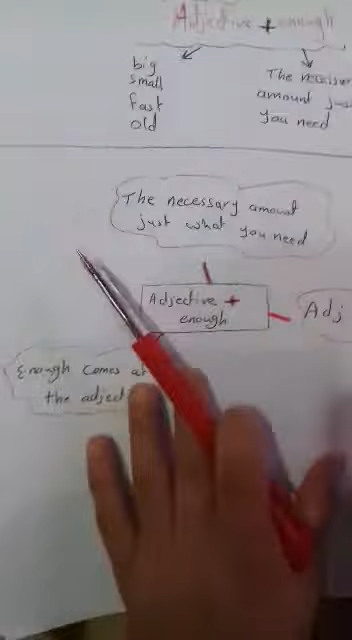 Adjective + enough
big
small
fast
old
The necessary
amount just
you need
The necessary amount
just what you need
Adjective +
enough
Adj
Enough comes
the